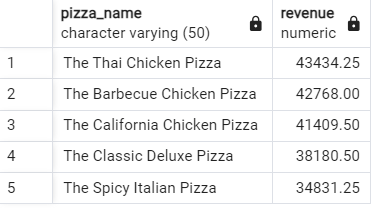 pizza_name revenue
character varying (50) numeric
1 The Thai Chicken Pizza 43434.25
2 The Barbecue Chicken Pizza 42768.00
3 The California Chicken Pizza 41409.50
4 The Classic Deluxe Pizza 38180.50
5 The Spicy Italian Pizza 34831.25